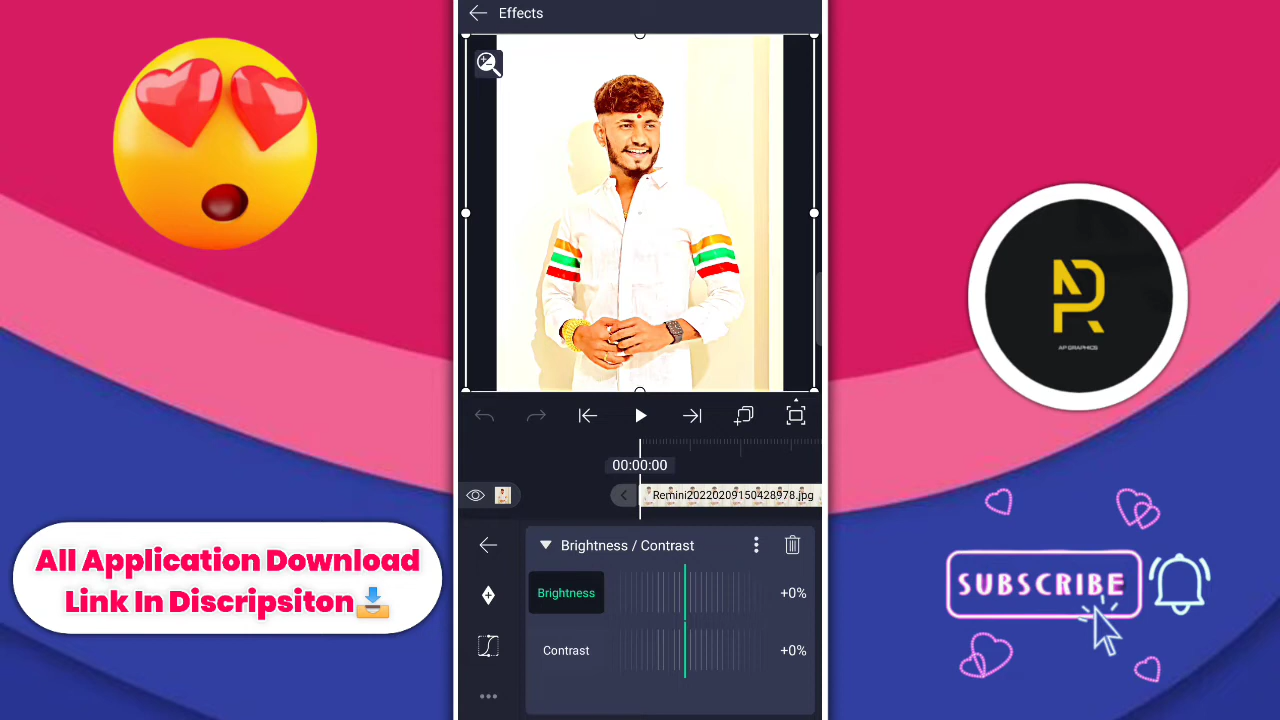 Effects
AP GRAPHICS
00:00:00
Remini20220209150428978.jpg
All Application Download
Link In Discripsiton
Brightness / Contrast
Brightness
+0%
Contrast
+0%
SUBSCRIBE